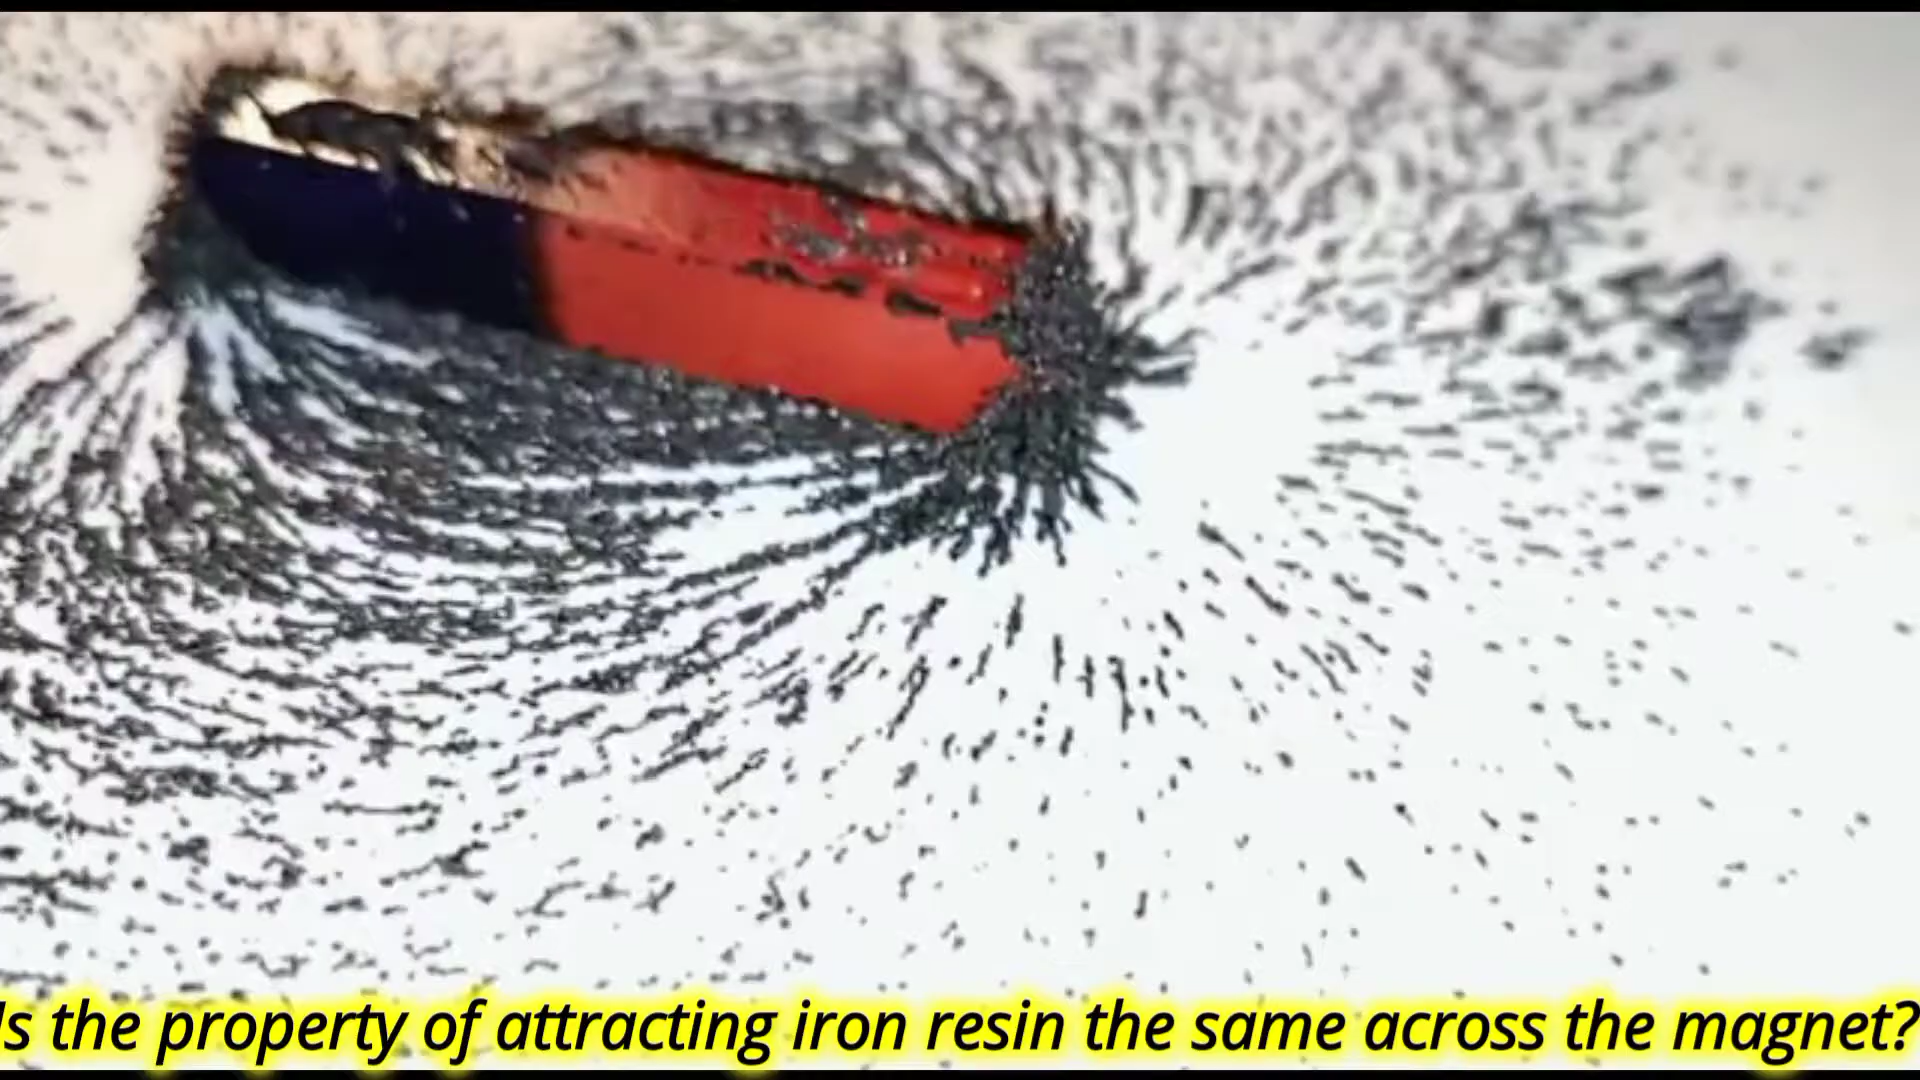 Is the property of attracting iron resin the same across the magnet?